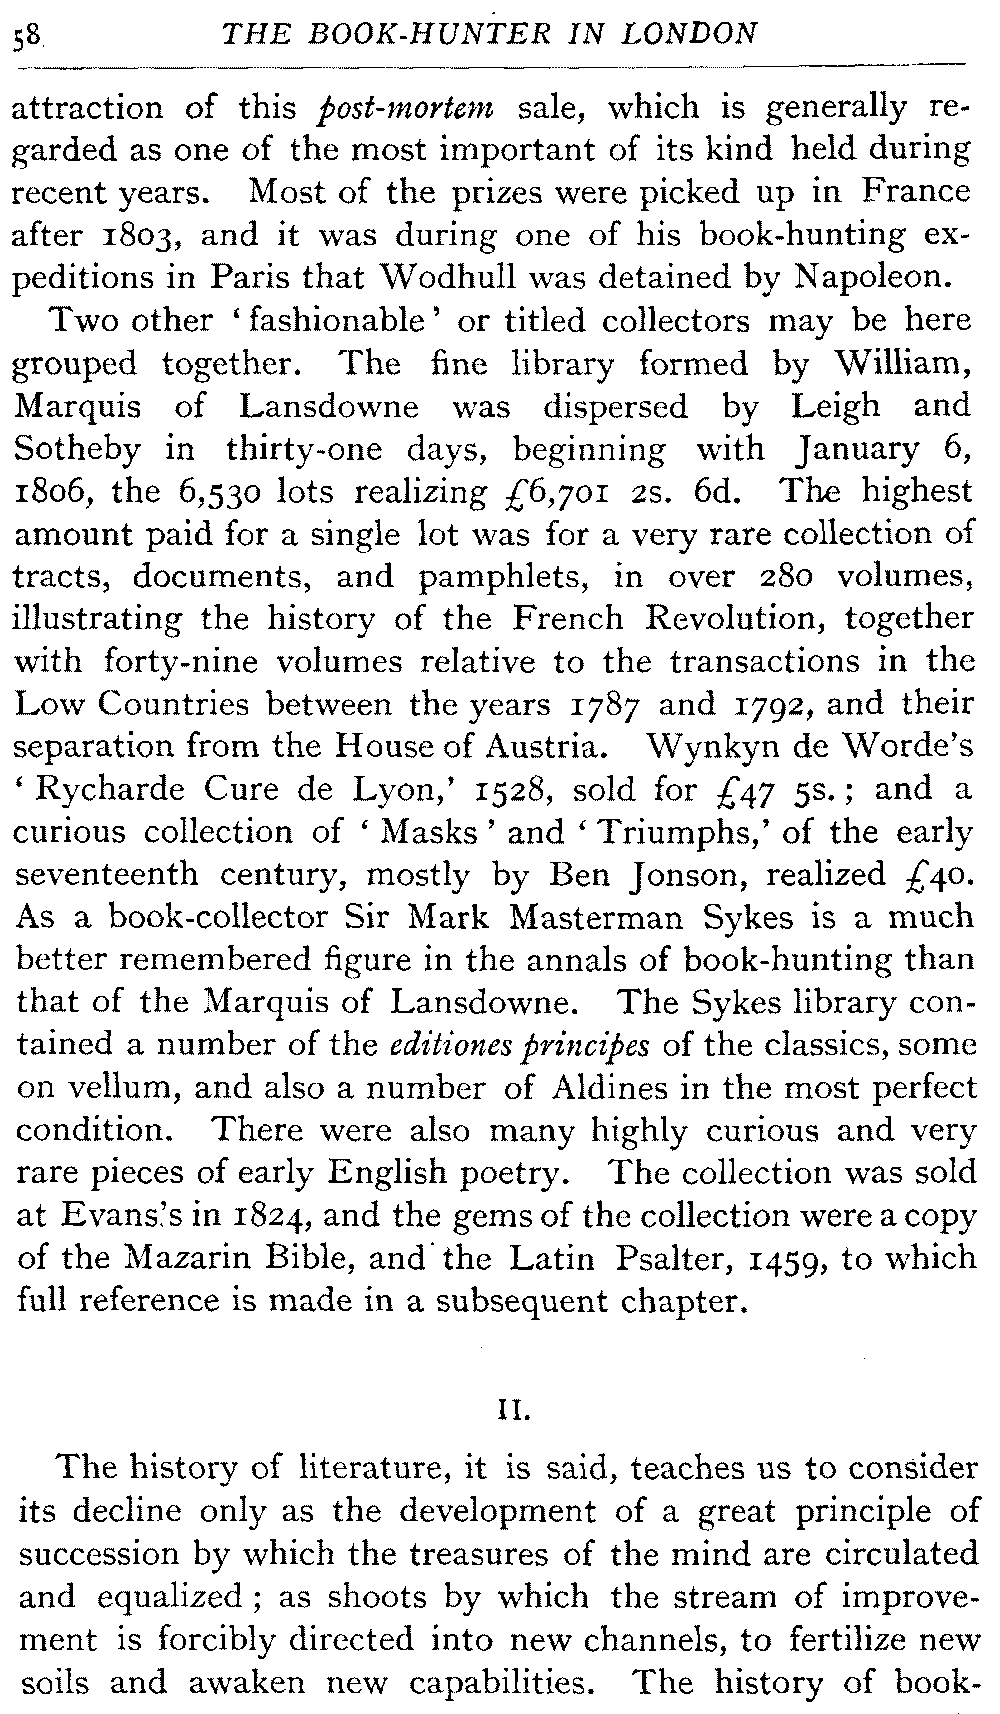 58 THE BOOK-HUNTER IN LONDON
attraction of this post-mortem sale, which is generally re-
garded as one of the most important of its kind held during
recent years. Most of the prizes were picked up in France
after 1803, and it was during one of his book-hunting ex-
peditions in Paris that Wodhull was detained by Napoleon.
Two other ‘ fashionable ’ or titled collectors may be here
grouped together. The fine library formed by William,
Marquis of Lansdowne was dispersed by Leigh and
Sotheby in thirty-one days, beginning with January 6,
1806, the 6,530 lots realizing £6,701 2s. 6d. The highest
amount paid for a single lot was for a very rare collection of
tracts, documents, and pamphlets, in over 280 volumes,
illustrating the history of the French Revolution, together
with forty-nine volumes relative to the transactions in the
Low Countries between the years 1787 and 1792, and their
separation from the House of Austria. Wynkyn de Worde’s
‘ Rycharde Cure de Lyon,’ 1528, sold for £47 5s. ; and a
curious collection of ‘ Masks ’ and ‘ Triumphs,’ of the early
seventeenth century, mostly by Ben Jonson, realized £40.
As a book-collector Sir Mark Masterman Sykes is a much
better remembered figure in the annals of book-hunting than
that of the Marquis of Lansdowne. The Sykes library con-
tained a number of the editiones principes of the classics, some
on vellum, and also a number of Aldines in the most perfect
condition. There were also many highly curious and very
rare pieces of early English poetry. The collection was sold
at Evans’s in 1824, and the gems of the collection were a copy
of the Mazarin Bible, and the Latin Psalter, 1459, to which
full reference is made in a subsequent chapter.
II.
The history of literature, it is said, teaches us to consider
its decline only as the development of a great principle of
succession by which the treasures of the mind are circulated
and equalized ; as shoots by which the stream of improve-
ment is forcibly directed into new channels, to fertilize new
soils and awaken new capabilities. The history of book-